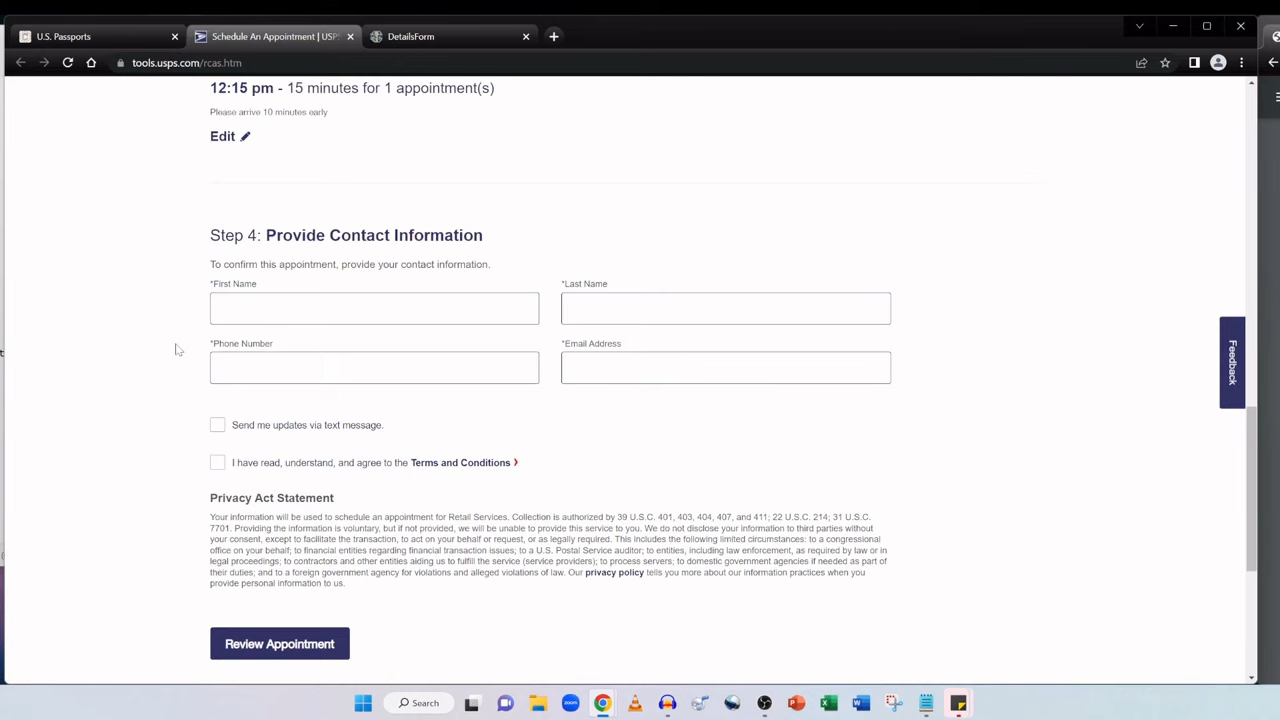 U.S. Passports
Schedule An Appointment | USPS
DetailsForm
tools.usps.com/rcas.htm
12:15 pm - 15 minutes for 1 appointment(s)
Please arrive 10 minutes early
Edit
Step 4: Provide Contact Information
To confirm this appointment, provide your contact information.
*First Name
*Last Name
*Phone Number
*Email Address
Send me updates via text message.
I have read, understand, and agree to the Terms and Conditions
Privacy Act Statement
Your information will be used to schedule an appointment for Retail Services. Collection is authorized by 39 U.S.C. 401, 403, 404, 407, and 411; 22 U.S.C. 214; 31 U.S.C.
7701. Providing the information is voluntary, but if not provided, we will be unable to provide this service to you. We do not disclose your information to third parties without
your consent, except to facilitate the transaction, to act on your behalf or request, or as legally required. This includes the following limited circumstances: to a congressional
office on your behalf; to financial entities regarding financial transaction issues; to a U.S. Postal Service auditor; to entities, including law enforcement, as required by law or in
legal proceedings; to contractors and other entities aiding us to fulfill the service (service providers); to process servers; to domestic government agencies if needed as part of
their duties; and to a foreign government agency for violations and alleged violations of law. Our privacy policy tells you more about our information practices when you
provide personal information to us.
Review Appointment
Feedback
Search
zoom